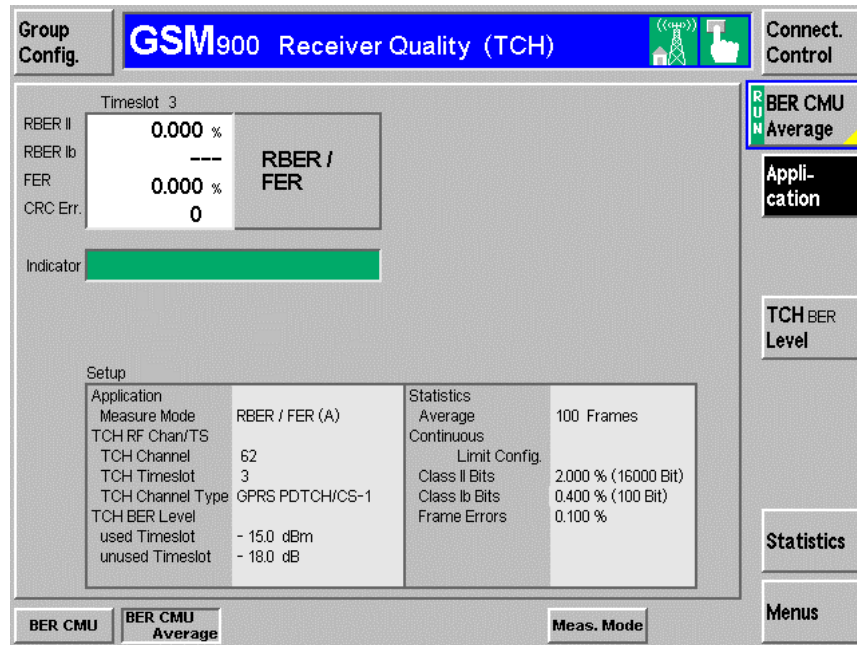 Group Config.
GSM900 Receiver Quality (TCH)
((φ))
Connect. Control
Timeslot 3
RBER II 0.000 %
RBER Ib ---
FER 0.000 %
CRC Err. 0
RBER / FER
Indicator
RUN
BER CMU Average
Appli-
cation
TCH BER Level
Setup
Application
Measure Mode RBER / FER (A)
TCH RF Chan/TS
TCH Channel 62
TCH Timeslot 3
TCH Channel Type GPRS PDTCH/CS-1
TCH BER Level
used Timeslot - 15.0 dBm
unused Timeslot - 18.0 dB
Statistics
Average 100 Frames
Continuous
Limit Config.
Class II Bits 2.000 % (16000 Bit)
Class Ib Bits 0.400 % (100 Bit)
Frame Errors 0.100 %
Statistics
BER CMU
BER CMU Average
Meas. Mode
Menus